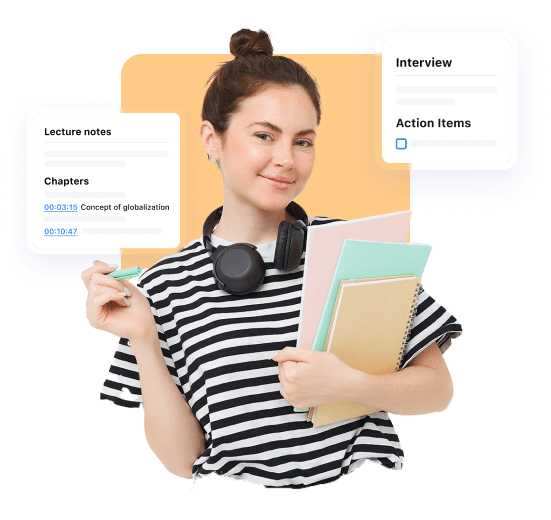 Lecture notes
Chapters
00:03:15 Concept of globalization
00:10:47
Interview
Action Items